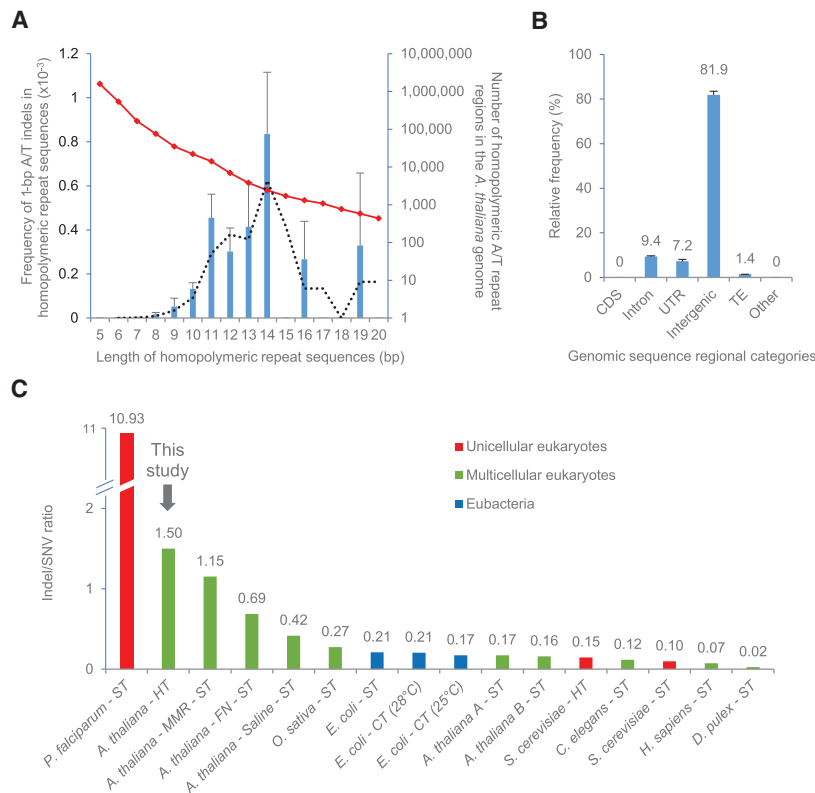 A
Frequency of 1-bp A/T indels in
homopolymeric repeat sequences (x10⁻³)
1.2
1
0.8
0.6
0.4
0.2
0
10,000,000
1,000,000
100,000
10,000
1,000
100
10
1
Number of homopolymeric A/T repeat
regions in the A. thaliana genome
5 6 7 8 9 10 11 12 13 14 15 16 17 18 19 20
Length of homopolymeric repeat sequences (bp)
B
Relative frequency (%)
100
80
60
40
20
0
0
9.4
7.2
81.9
1.4
0
CDS
Intron
UTR
Intergenic
TE
Other
Genomic sequence regional categories
C
Indel/SNV ratio
11
2
1
0
10.93
This
study
1.50
1.15
0.69
0.42
0.27
0.21
0.21
0.17
0.17
0.16
0.15
0.12
0.10
0.07
0.02
Unicellular eukaryotes
Multicellular eukaryotes
Eubacteria
P. falciparum - ST
A. thaliana - HT
A. thaliana - MMR - ST
A. thaliana - FN - ST
A. thaliana - Saline - ST
O. sativa - ST
E. coli - ST
E. coli - CT (28°C)
E. coli - CT (25°C)
A. thaliana A - ST
A. thaliana B - ST
S. cerevisiae - HT
C. elegans - ST
S. cerevisiae - ST
H. sapiens - ST
D. pulex - ST